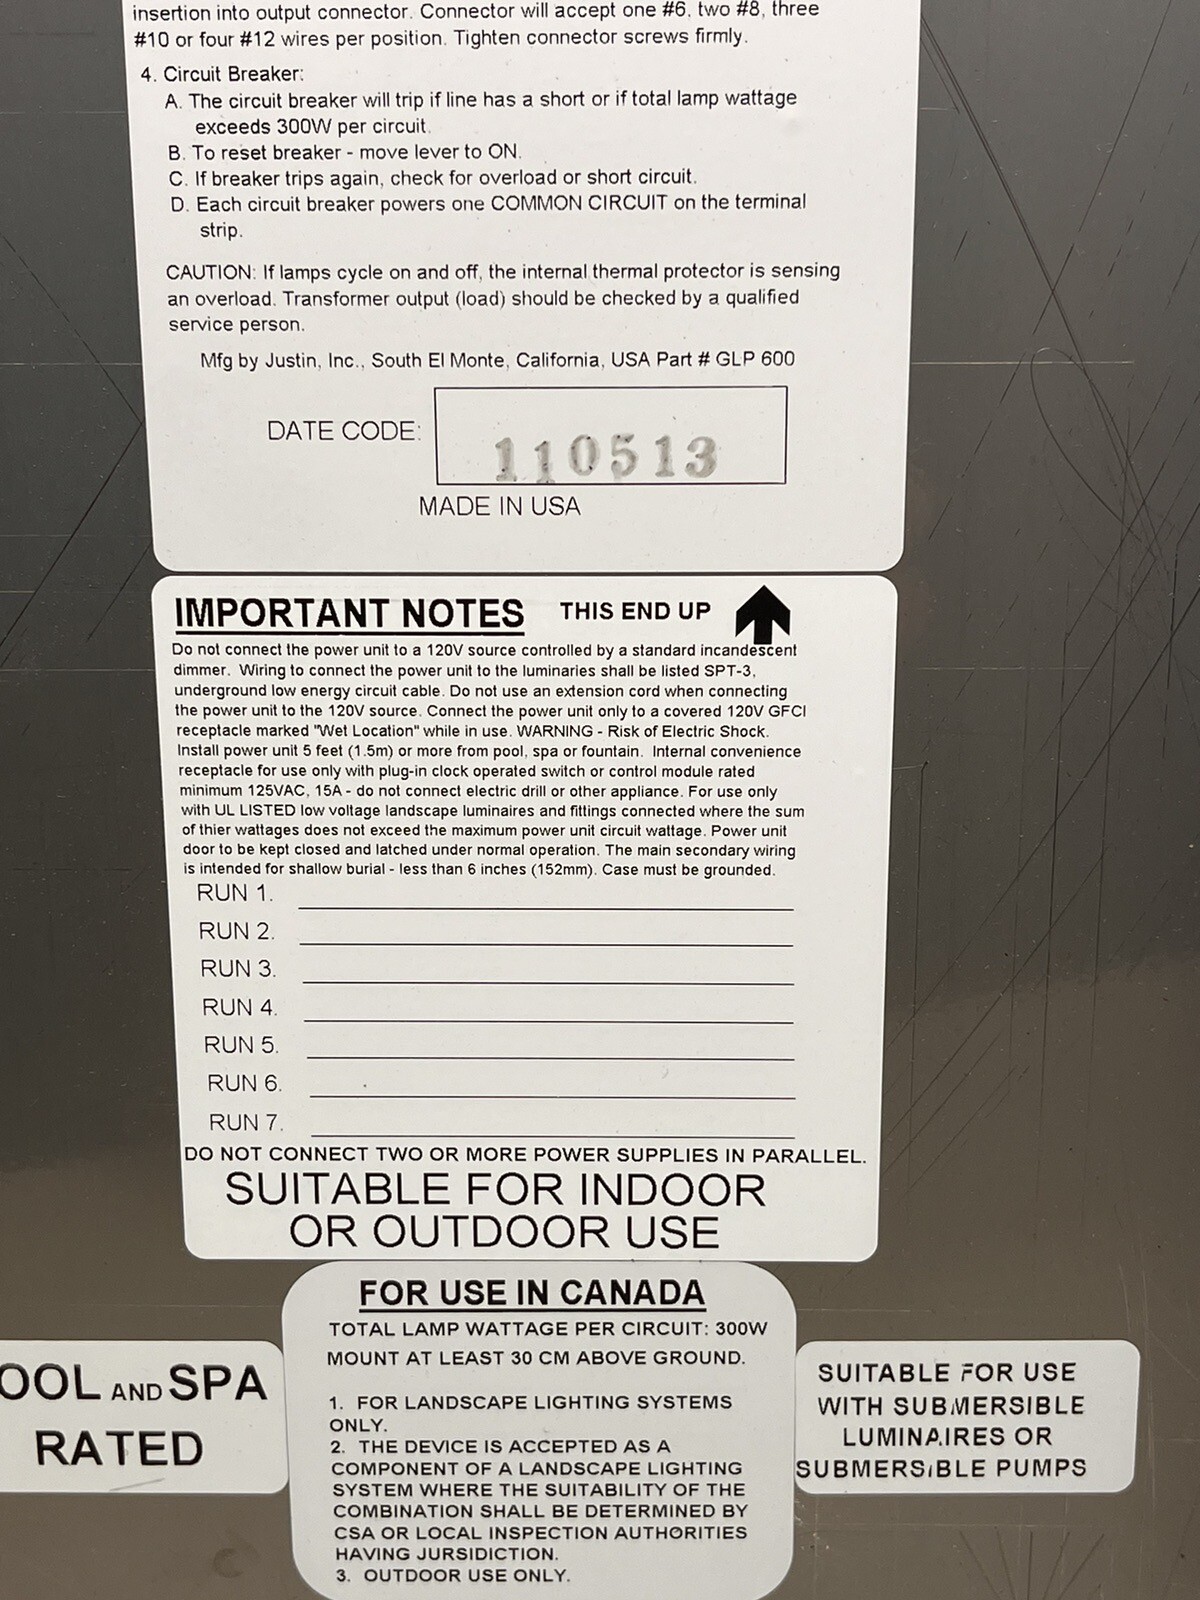 insertion into output connector. Connector will accept one #6, two #8, three
#10 or four #12 wires per position. Tighten connector screws firmly.
4. Circuit Breaker:
A. The circuit breaker will trip if line has a short or if total lamp wattage
exceeds 300W per circuit.
B. To reset breaker - move lever to ON.
C. If breaker trips again, check for overload or short circuit.
D. Each circuit breaker powers one COMMON CIRCUIT on the terminal
strip.
CAUTION: If lamps cycle on and off, the internal thermal protector is sensing
an overload. Transformer output (load) should be checked by a qualified
service person.
Mfg by Justin, Inc., South El Monte, California, USA Part # GLP 600
DATE CODE: 110513
MADE IN USA
IMPORTANT NOTES THIS END UP
Do not connect the power unit to a 120V source controlled by a standard incandescent
dimmer. Wiring to connect the power unit to the luminaries shall be listed SPT-3,
underground low energy circuit cable. Do not use an extension cord when connecting
the power unit to the 120V source. Connect the power unit only to a covered 120V GFCI
receptacle marked "Wet Location" while in use. WARNING - Risk of Electric Shock.
Install power unit 5 feet (1.5m) or more from pool, spa or fountain. Internal convenience
receptacle for use only with plug-in clock operated switch or control module rated
minimum 125VAC, 15A - do not connect electric drill or other appliance. For use only
with UL LISTED low voltage landscape luminaires and fittings connected where the sum
of thier wattages does not exceed the maximum power unit circuit wattage. Power unit
door to be kept closed and latched under normal operation. The main secondary wiring
is intended for shallow burial - less than 6 inches (152mm). Case must be grounded.
RUN 1.
RUN 2.
RUN 3.
RUN 4.
RUN 5.
RUN 6.
RUN 7.
DO NOT CONNECT TWO OR MORE POWER SUPPLIES IN PARALLEL.
SUITABLE FOR INDOOR
OR OUTDOOR USE
OOL AND SPA
RATED
FOR USE IN CANADA
TOTAL LAMP WATTAGE PER CIRCUIT: 300W
MOUNT AT LEAST 30 CM ABOVE GROUND.
1. FOR LANDSCAPE LIGHTING SYSTEMS
ONLY.
2. THE DEVICE IS ACCEPTED AS A
COMPONENT OF A LANDSCAPE LIGHTING
SYSTEM WHERE THE SUITABILITY OF THE
COMBINATION SHALL BE DETERMINED BY
CSA OR LOCAL INSPECTION AUTHORITIES
HAVING JURSIDICTION.
3. OUTDOOR USE ONLY.
SUITABLE FOR USE
WITH SUBMERSIBLE
LUMINAIRES OR
SUBMERSIBLE PUMPS